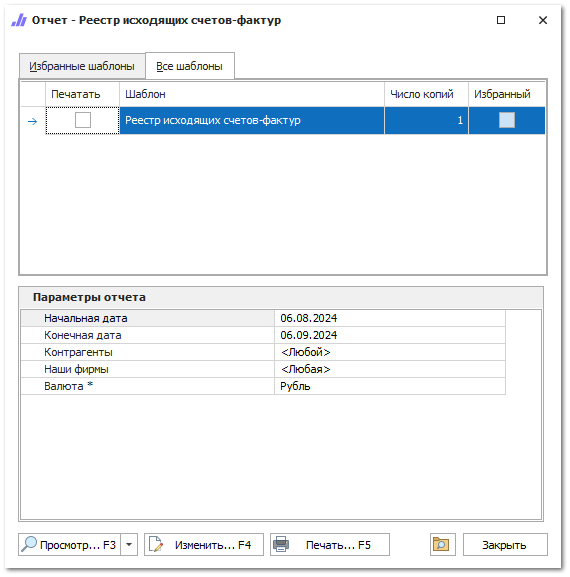 Отчет - Реестр исходящих счетов-фактур
Избранные шаблоны
Все шаблоны
Печатать Шаблон Число копий Избранный
Реестр исходящих счетов-фактур 1
Параметры отчета
Начальная дата 06.08.2024
Конечная дата 06.09.2024
Контрагенты <Любой>
Наши фирмы <Любая>
Валюта * Рубль
Просмотр... F3 Изменить... F4 Печать... F5 Закрыть